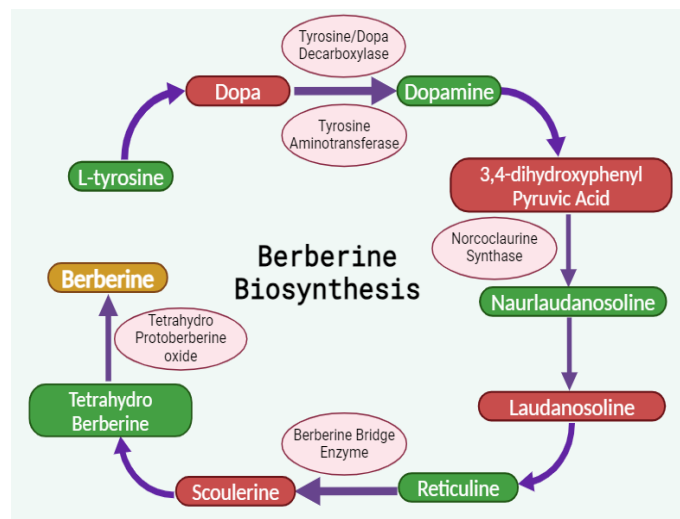 Tyrosine/Dopa
Decarboxylase
Dopa
Dopamine
Tyrosine
Aminotransferase
L-tyrosine
3,4-dihydroxyphenyl
Pyruvic Acid
Norcoclaurine
Synthase
Berberine
Biosynthesis
Berberine
Naurlaudanosoline
Tetrahydro
Protoberberine
oxide
Tetrahydro
Berberine
Laudanosoline
Berberine Bridge
Enzyme
Scoulerine
Reticuline